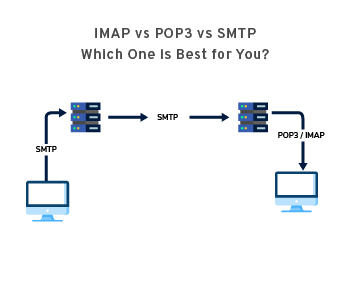 IMAP vs POP3 vs SMTP
Which One is Best for You?
SMTP
POP3 / IMAP
SMTP